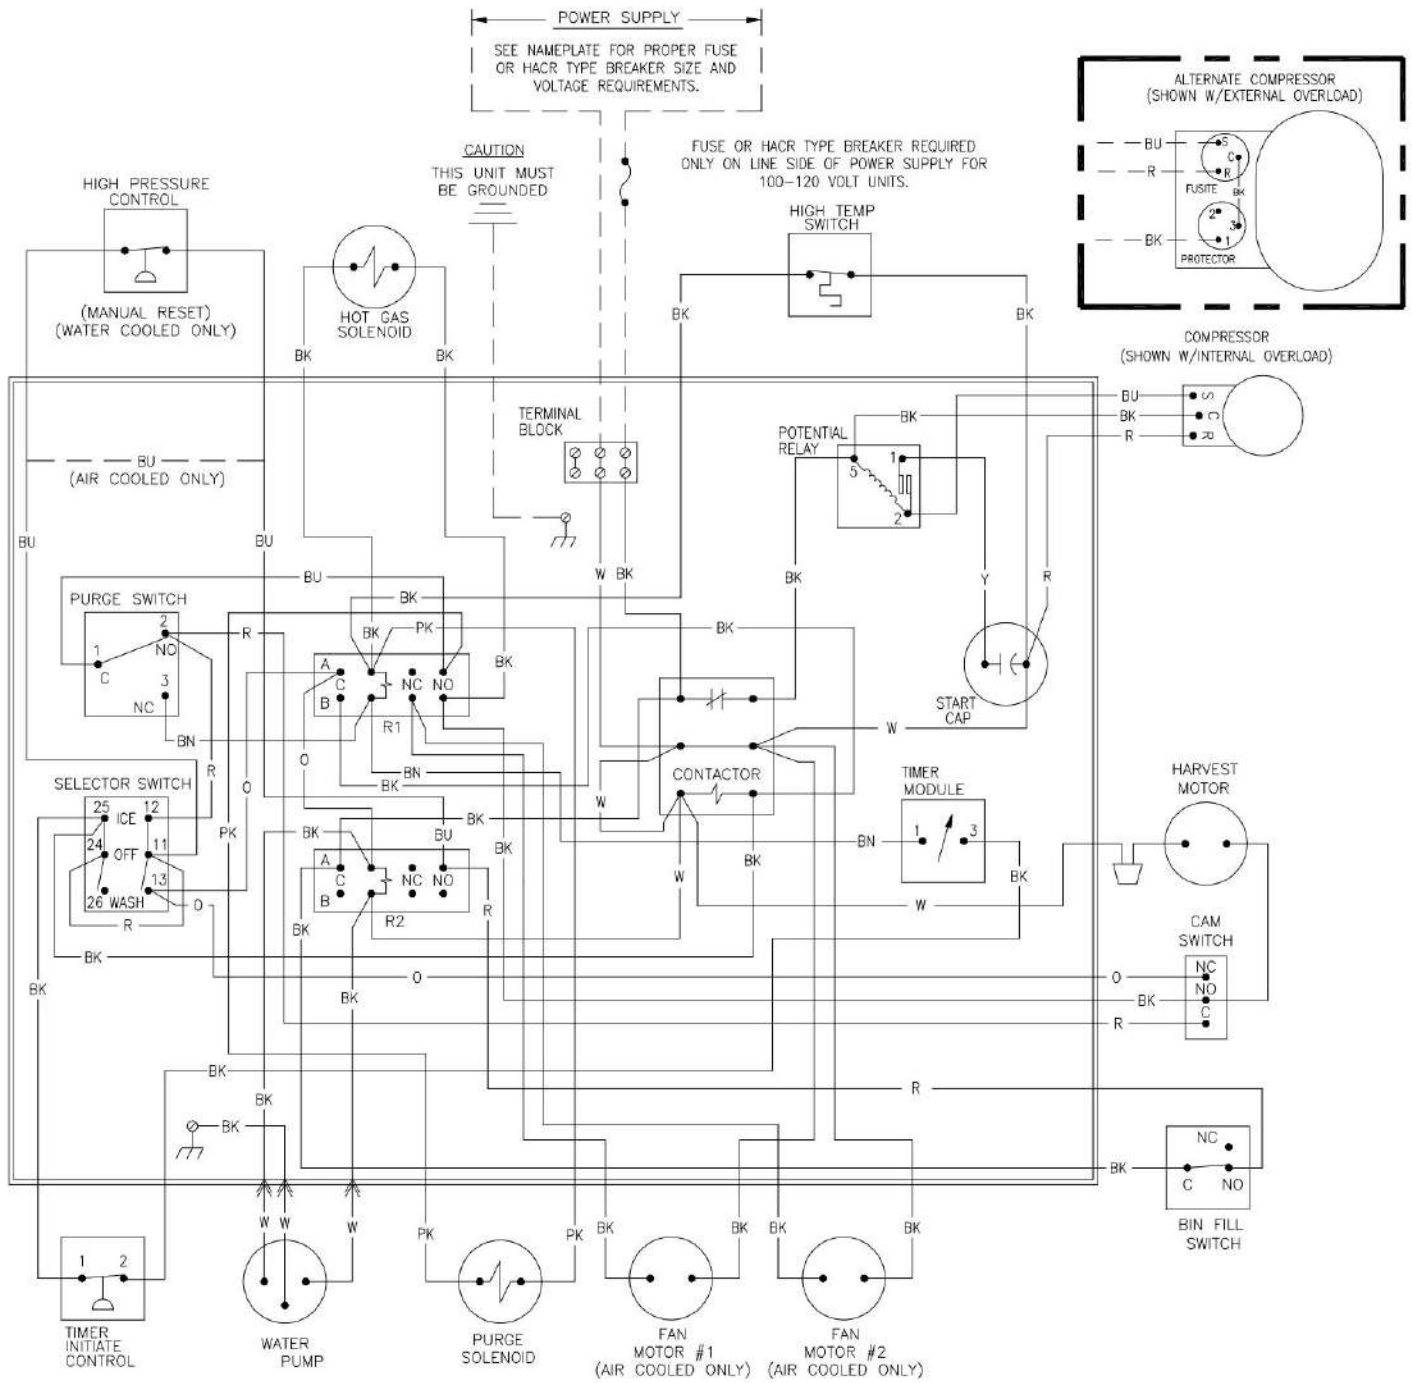 POWER SUPPLY
SEE NAMEPLATE FOR PROPER FUSE
OR HACR TYPE BREAKER SIZE AND
VOLTAGE REQUIREMENTS.
ALTERNATE COMPRESSOR
(SHOWN W/EXTERNAL OVERLOAD)
BU
S
C
R
R
FUSITE
BK
2
3
BK
1
PROTECTOR
CAUTION
THIS UNIT MUST
BE GROUNDED
FUSE OR HACR TYPE BREAKER REQUIRED
ONLY ON LINE SIDE OF POWER SUPPLY FOR
100-120 VOLT UNITS.
HIGH PRESSURE
CONTROL
(MANUAL RESET)
(WATER COOLED ONLY)
HOT GAS
SOLENOID
HIGH TEMP
SWITCH
BK
BK
BK
BK
COMPRESSOR
(SHOWN W/INTERNAL OVERLOAD)
BU
BK
R
S
C
R
TERMINAL
BLOCK
POTENTIAL
RELAY
BK
5
1
2
BU
(AIR COOLED ONLY)
BU
BU
W
BK
BK
Y
R
PURGE SWITCH
BU
BK
2
NO
R
1
C
3
NC
BN
BK
PK
BK
BK
A
C
B
NC
NO
R1
START
CAP
W
O
O
R
BN
BK
W
CONTACTOR
TIMER
MODULE
HARVEST
MOTOR
SELECTOR SWITCH
25
ICE
12
24
OFF
11
13
26
WASH
R
O
BK
PK
BK
BK
BU
BK
A
C
B
NC
NO
R2
BK
R
W
BK
BN
1
3
BK
W
BK
BK
O
CAM
SWITCH
NC
O
NO
BK
C
R
BK
BK
BK
R
NC
BK
C
NO
BIN FILL
SWITCH
W
W
W
PK
PK
BK
BK
BK
BK
1
2
TIMER
INITIATE
CONTROL
WATER
PUMP
PURGE
SOLENOID
FAN
MOTOR #1
(AIR COOLED ONLY)
FAN
MOTOR #2
(AIR COOLED ONLY)